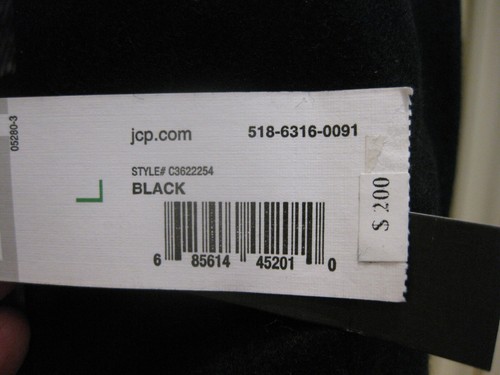 05280-3
jcp.com
518-6316-0091
STYLE# C3622254
BLACK
L
6 85614 45201 0
$ 200